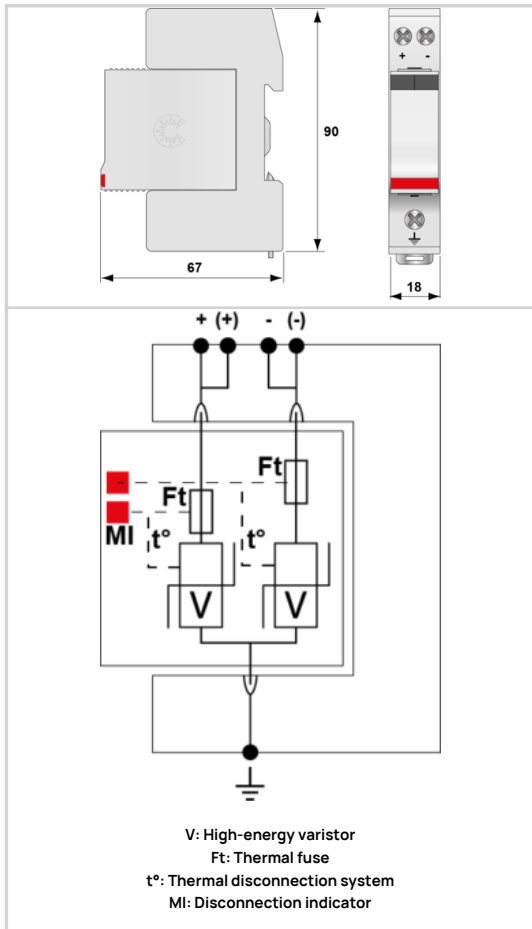 90
67
+ -
18
+ (+) - (-)
-
Ft
Ft
MI
t°
t°
V
V
V: High-energy varistor
Ft: Thermal fuse
t°: Thermal disconnection system
MI: Disconnection indicator